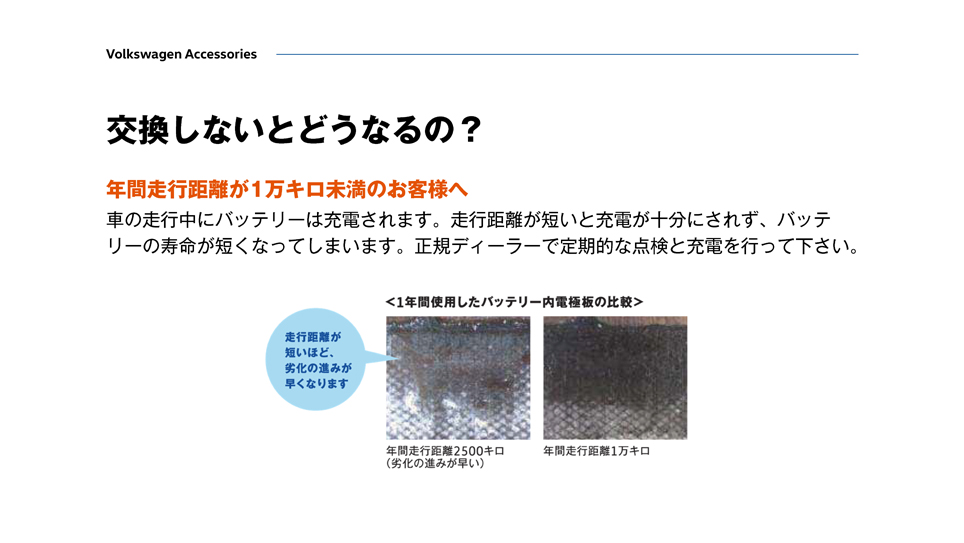 Volkswagen Accessories
交換しないとどうなるの？
年間走行距離が1万キロ未満のお客様へ
車の走行中にバッテリーは充電されます。走行距離が短いと充電が十分にされず、バッテ
リーの寿命が短くなってしまいます。正規ディーラーで定期的な点検と充電を行って下さい。
＜1年間使用したバッテリー内電極板の比較＞
走行距離が
短いほど、
劣化の進みが
早くなります
年間走行距離2500キロ
（劣化の進みが早い）
年間走行距離1万キロ